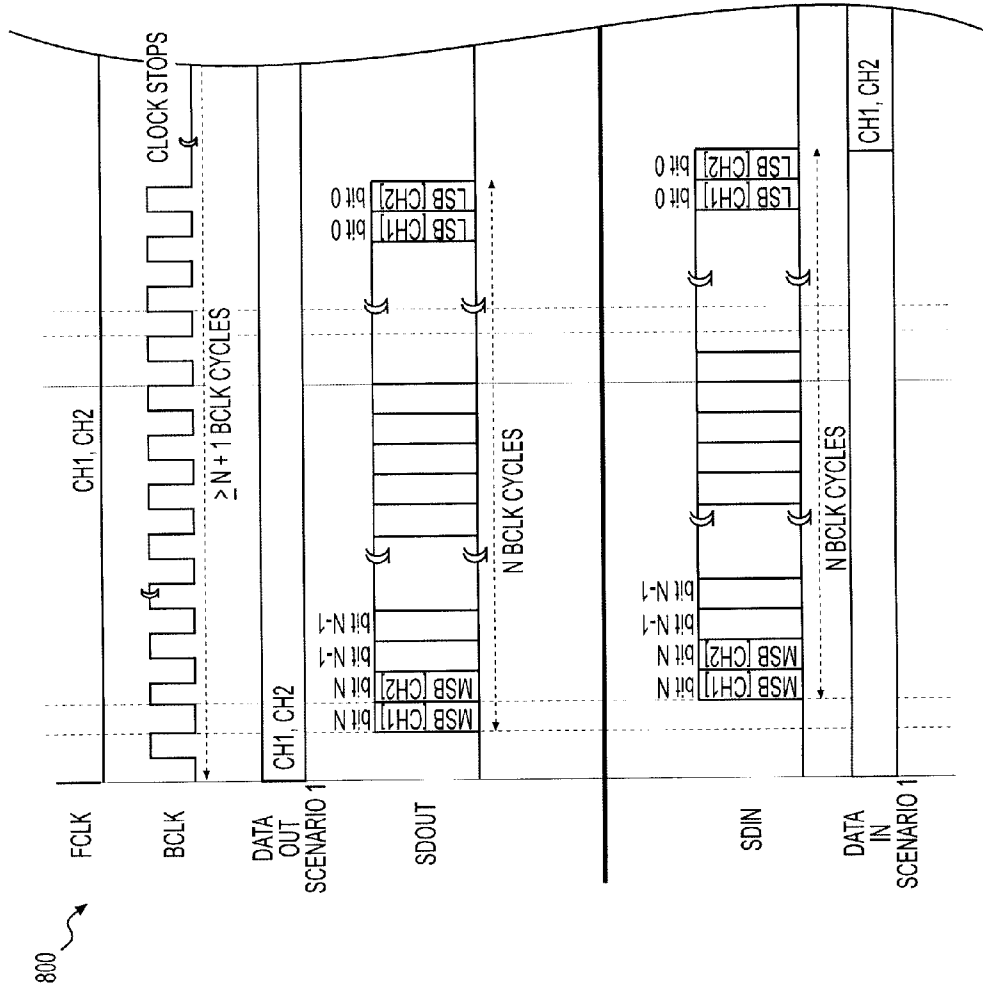 800
FCLK
CH1, CH2
BCLK
CLOCK STOPS
≥ N + 1 BCLK CYCLES
DATA
OUT
SCENARIO 1
CH1, CH2
SDOUT
bit N
bit N
bit N-1
bit N-1
bit 0
bit 0
MSB [CH1]
MSB [CH2]
LSB [CH1]
LSB [CH2]
N BCLK CYCLES
SDIN
bit N
bit N
bit N-1
bit N-1
bit 0
bit 0
MSB [CH1]
MSB [CH2]
LSB [CH1]
LSB [CH2]
N BCLK CYCLES
DATA
IN
SCENARIO 1
CH1, CH2